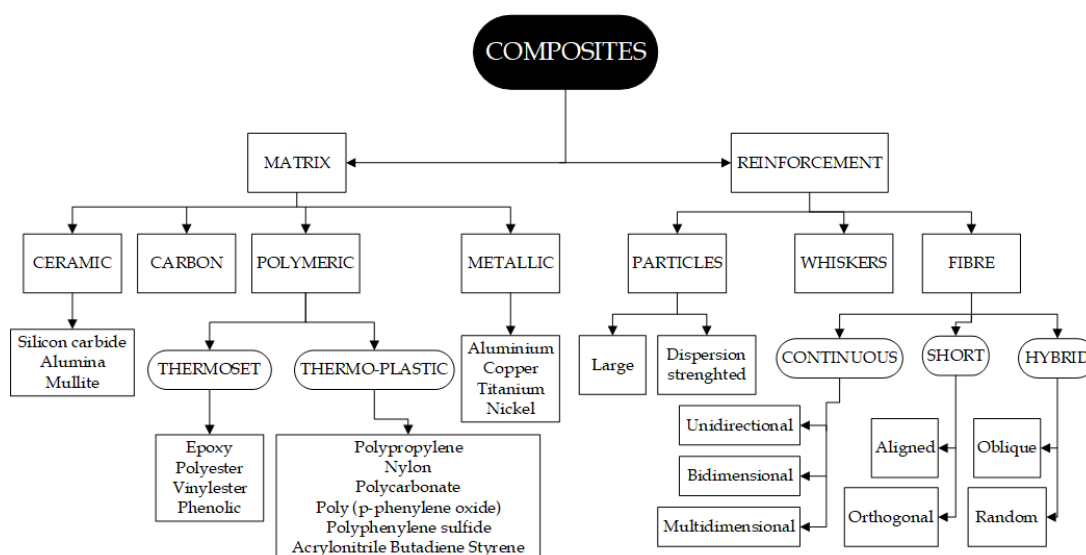 COMPOSITES
MATRIX
REINFORCEMENT
CERAMIC
CARBON
POLYMERIC
METALLIC
PARTICLES
WHISKERS
FIBRE
Silicon carbide
Alumina
Mullite
THERMOSET
THERMO-PLASTIC
Aluminium
Copper
Titanium
Nickel
Large
Dispersion
strenghted
CONTINUOUS
SHORT
HYBRID
Epoxy
Polyester
Vinylester
Phenolic
Polypropylene
Nylon
Polycarbonate
Poly (p-phenylene oxide)
Polyphenylene sulfide
Acrylonitrile Butadiene Styrene
Unidirectional
Bidimensional
Multidimensional
Aligned
Orthogonal
Oblique
Random